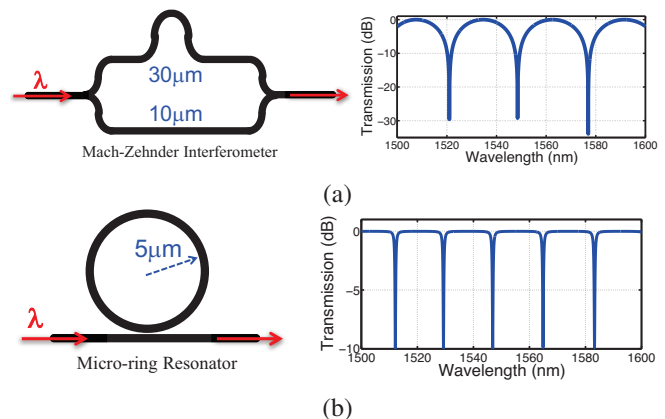 λ
30μm
10μm
Mach-Zehnder Interferometer
Transmission (dB)
0
−10
−20
−30
1500 1520 1540 1560 1580 1600
Wavelength (nm)
(a)
5μm
λ
Micro-ring Resonator
Transmission (dB)
0
−5
−10
1500 1520 1540 1560 1580 1600
Wavelength (nm)
(b)